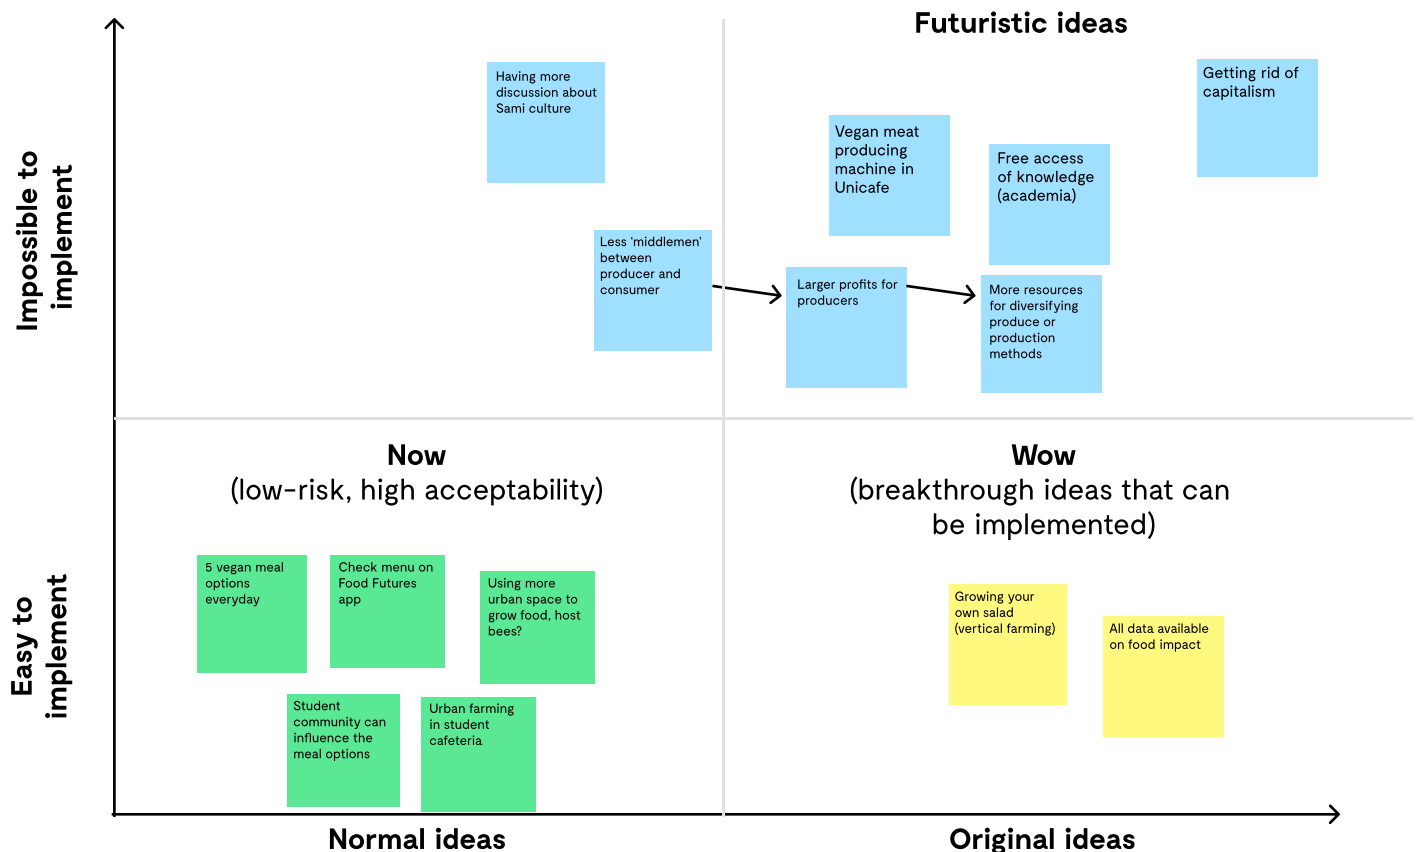 Futuristic ideas
Impossible to
implement
Having more
discussion about
Sami culture
Less ‘middlemen’
between
producer and
consumer
Vegan meat
producing
machine in
Unicafe
Free access
of knowledge
(academia)
Getting rid of
capitalism
Larger profits for
producers
More resources
for diversifying
produce or
production
methods
Now
(low-risk, high acceptability)
Wow
(breakthrough ideas that can
be implemented)
Easy to
implement
5 vegan meal
options
everyday
Check menu on
Food Futures
app
Using more
urban space to
grow food, host
bees?
Student
community can
influence the
meal options
Urban farming
in student
cafeteria
Growing your
own salad
(vertical farming)
All data available
on food impact
Normal ideas
Original ideas